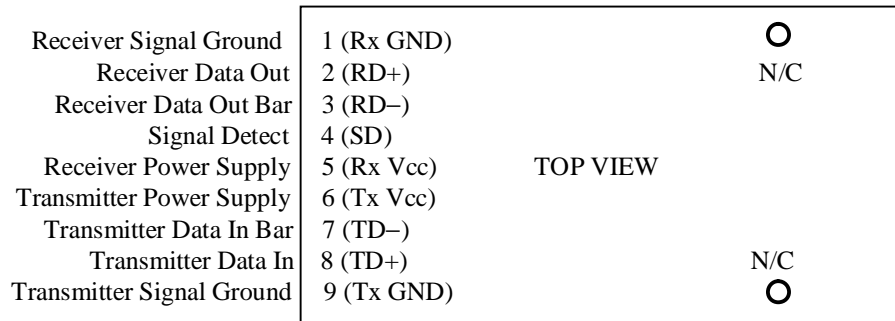 Receiver Signal Ground 1 (Rx GND)
Receiver Data Out 2 (RD+) N/C
Receiver Data Out Bar 3 (RD−)
Signal Detect 4 (SD)
Receiver Power Supply 5 (Rx Vcc) TOP VIEW
Transmitter Power Supply 6 (Tx Vcc)
Transmitter Data In Bar 7 (TD−)
Transmitter Data In 8 (TD+) N/C
Transmitter Signal Ground 9 (Tx GND)